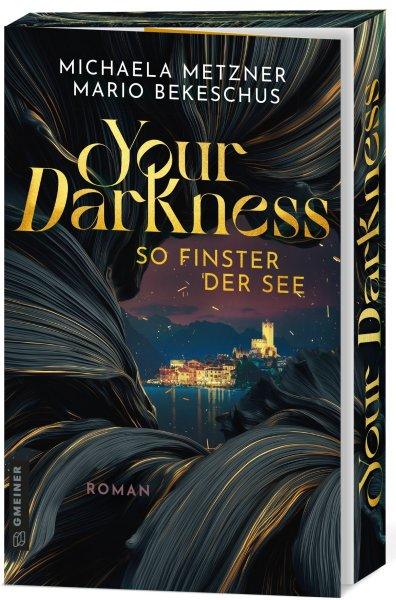 MICHAELA METZNER
MARIO BEKESCHUS
Your
Darkness
SO FINSTER
DER SEE
ROMAN
GMEINER
Your Darkness